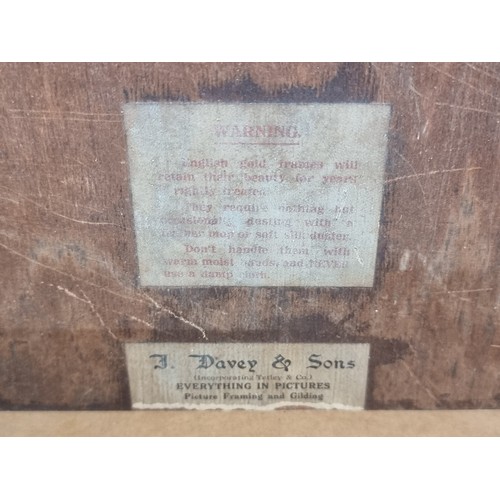 WARNING.
English gold frames will
retain their beauty for years
rightly treated.
They require nothing but
occasional dusting with a
feather mop or soft silk duster.
Don't handle them with
warm moist hands, and NEVER
use a damp cloth.
J. Davey & Sons
(Incorporating Tetley & Co.)
EVERYTHING IN PICTURES
Picture Framing and Gilding